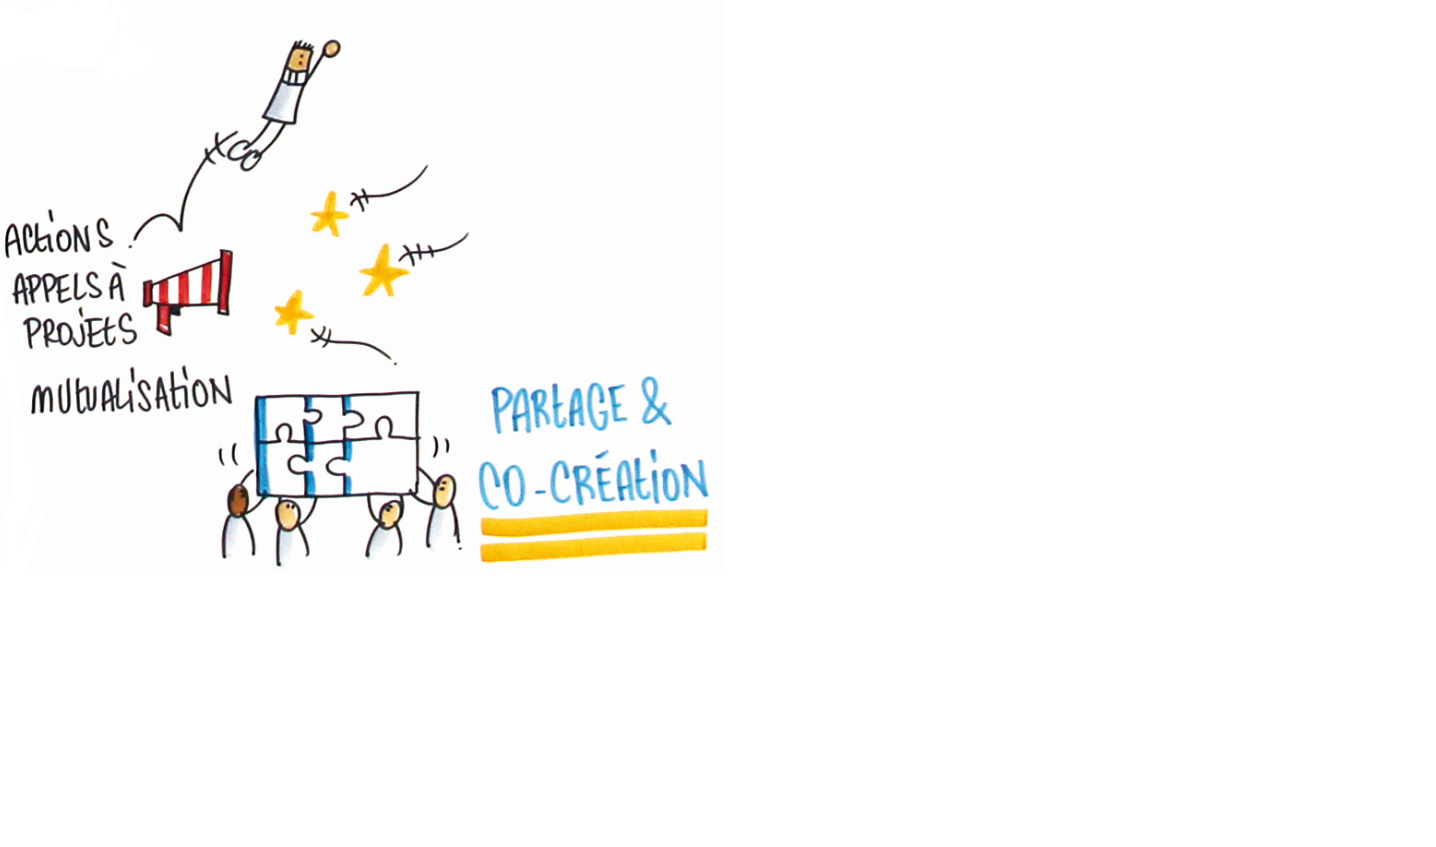 ACtiONS
APPELS À
PROJEtS
MUtUALiSAtiON
PARtAGE &
CO-CRÉAtiON